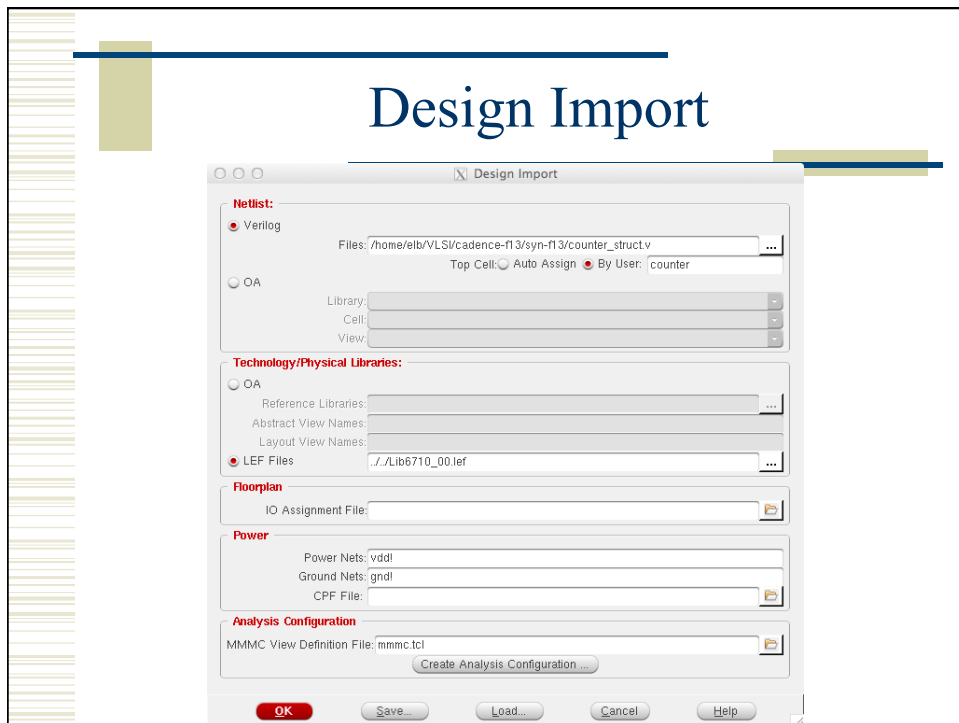 Design Import
X Design Import
Netlist:
Verilog
Files: /home/elb/VLSI/cadence-f13/syn-f13/counter_struct.v ...
Top Cell: Auto Assign By User: counter
OA
Library:
Cell:
View:
Technology/Physical Libraries:
OA
Reference Libraries: ...
Abstract View Names:
Layout View Names:
LEF Files ../../Lib6710_00.lef ...
Floorplan
IO Assignment File:
Power
Power Nets: vdd!
Ground Nets: gnd!
CPF File:
Analysis Configuration
MMMC View Definition File: mmmc.tcl
Create Analysis Configuration ...
OK Save... Load... Cancel Help